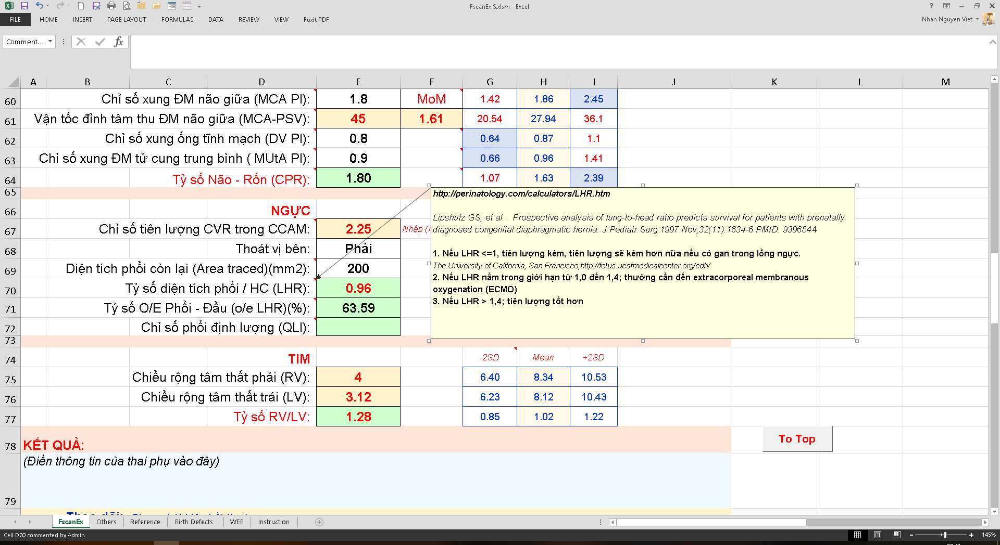 FscanEx S.xlsm - Excel
FILE HOME INSERT PAGE LAYOUT FORMULAS DATA REVIEW VIEW Foxit PDF Nhan Nguyen Viet
Comment... fx
A B C D E F G H I J K L M
60 Chỉ số xung ĐM não giữa (MCA PI): 1.8 MoM 1.42 1.86 2.45
61 Vận tốc đỉnh tâm thu ĐM não giữa (MCA-PSV): 45 1.61 20.54 27.94 36.1
62 Chỉ số xung ống tĩnh mạch (DV PI): 0.8 0.64 0.87 1.1
63 Chỉ số xung ĐM tử cung trung bình ( MUtA PI): 0.9 0.66 0.96 1.41
64 Tỷ số Não - Rốn (CPR): 1.80 1.07 1.63 2.39
65
66 NGỰC
67 Chỉ số tiên lượng CVR trong CCAM: 2.25 Nhập
68 Thoát vị bên: Phải
69 Diện tích phổi còn lại (Area traced)(mm2): 200
70 Tỷ số diện tích phổi / HC (LHR): 0.96
71 Tỷ số O/E Phổi - Đầu (o/e LHR)(%): 63.59
72 Chỉ số phổi định lượng (QLI):
73
http://perinatology.com/calculators/LHR.htm
Lipshutz GS, et al. . Prospective analysis of lung-to-head ratio predicts survival for patients with prenatally
diagnosed congenital diaphragmatic hernia. J Pediatr Surg 1997 Nov;32(11):1634-6 PMID: 9396544
1. Nếu LHR <=1, tiên lượng kém, tiên lượng sẽ kém hơn nữa nếu có gan trong lồng ngực.
The University of California, San Francisco,http://fetus.ucsfmedicalcenter.org/cdh/
2. Nếu LHR nằm trong giới hạn từ 1,0 đến 1,4; thường cần đến extracorporeal membranous
oxygenation (ECMO)
3. Nếu LHR > 1,4; tiên lượng tốt hơn
74 TIM -2SD Mean +2SD
75 Chiều rộng tâm thất phải (RV): 4 6.40 8.34 10.53
76 Chiều rộng tâm thất trái (LV): 3.12 6.23 8.12 10.43
77 Tỷ số RV/LV: 1.28 0.85 1.02 1.22
78 KẾT QUẢ: To Top
(Điền thông tin của thai phụ vào đây)
79
FscanEx Others Reference Birth Defects WEB Instruction
Cell D70 commented by Admin 145%